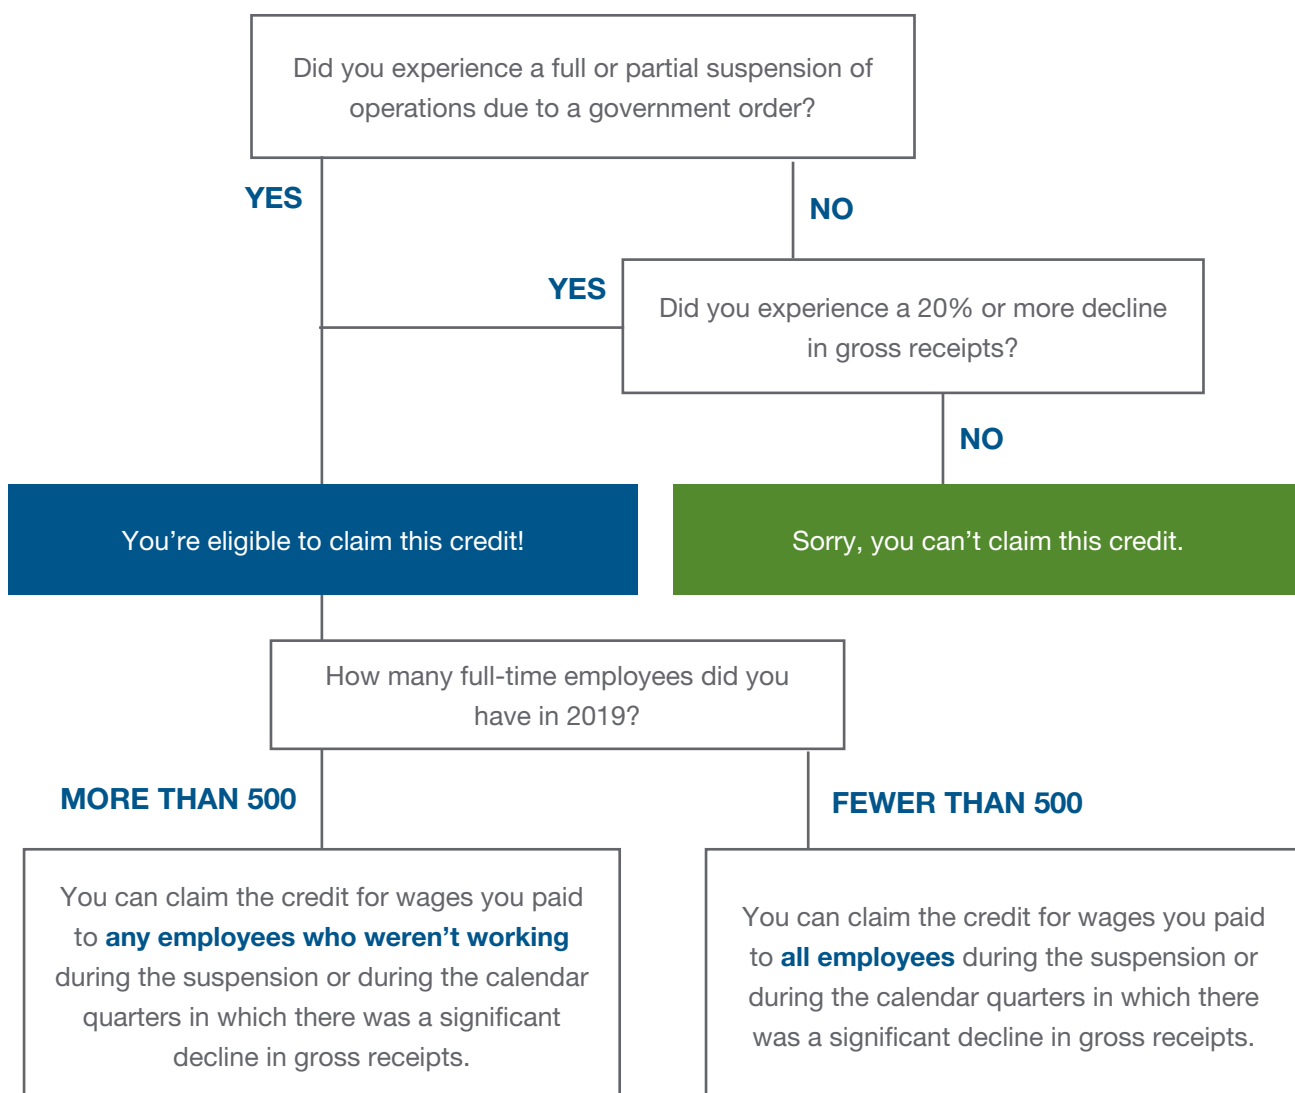 Did you experience a full or partial suspension of
operations due to a government order?
YES
NO
YES
Did you experience a 20% or more decline
in gross receipts?
NO
You’re eligible to claim this credit!
Sorry, you can’t claim this credit.
How many full-time employees did you
have in 2019?
MORE THAN 500
FEWER THAN 500
You can claim the credit for wages you paid
to any employees who weren’t working
during the suspension or during the calendar
quarters in which there was a significant
decline in gross receipts.
You can claim the credit for wages you paid
to all employees during the suspension or
during the calendar quarters in which there
was a significant decline in gross receipts.